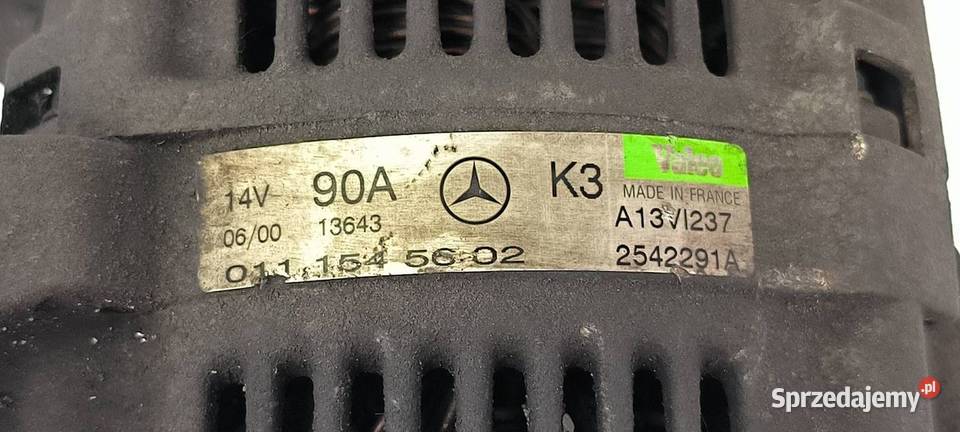 14V 90A K3 Valeo
MADE IN FRANCE
06/00 13643 A13VI237
011 154 56 02 2542291A
Sprzedajemy.pl